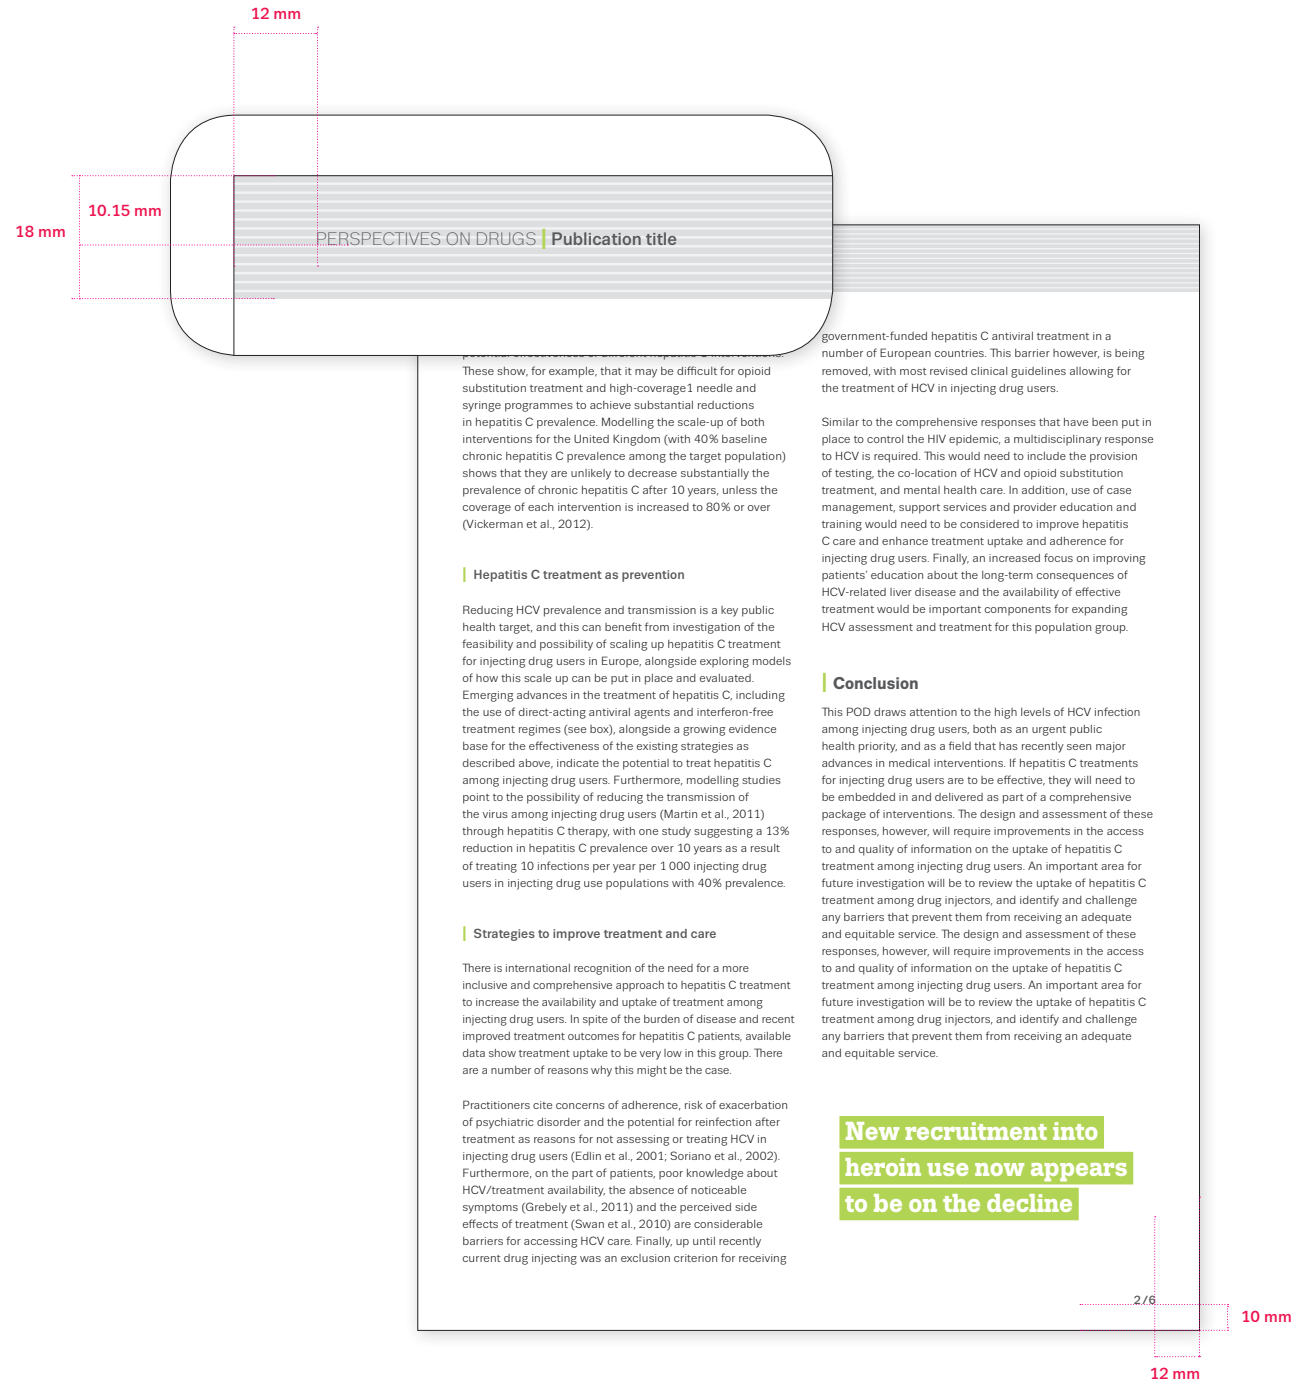 12 mm
10.15 mm
18 mm
PERSPECTIVES ON DRUGS | Publication title
potential effectiveness of different hepatitis C interventions.
These show, for example, that it may be difficult for opioid
substitution treatment and high-coverage1 needle and
syringe programmes to achieve substantial reductions
in hepatitis C prevalence. Modelling the scale-up of both
interventions for the United Kingdom (with 40% baseline
chronic hepatitis C prevalence among the target population)
shows that they are unlikely to decrease substantially the
prevalence of chronic hepatitis C after 10 years, unless the
coverage of each intervention is increased to 80% or over
(Vickerman et al., 2012).
Hepatitis C treatment as prevention
Reducing HCV prevalence and transmission is a key public
health target, and this can benefit from investigation of the
feasibility and possibility of scaling up hepatitis C treatment
for injecting drug users in Europe, alongside exploring models
of how this scale up can be put in place and evaluated.
Emerging advances in the treatment of hepatitis C, including
the use of direct-acting antiviral agents and interferon-free
treatment regimes (see box), alongside a growing evidence
base for the effectiveness of the existing strategies as
described above, indicate the potential to treat hepatitis C
among injecting drug users. Furthermore, modelling studies
point to the possibility of reducing the transmission of
the virus among injecting drug users (Martin et al., 2011)
through hepatitis C therapy, with one study suggesting a 13%
reduction in hepatitis C prevalence over 10 years as a result
of treating 10 infections per year per 1 000 injecting drug
users in injecting drug use populations with 40% prevalence.
Strategies to improve treatment and care
There is international recognition of the need for a more
inclusive and comprehensive approach to hepatitis C treatment
to increase the availability and uptake of treatment among
injecting drug users. In spite of the burden of disease and recent
improved treatment outcomes for hepatitis C patients, available
data show treatment uptake to be very low in this group. There
are a number of reasons why this might be the case.
Practitioners cite concerns of adherence, risk of exacerbation
of psychiatric disorder and the potential for reinfection after
treatment as reasons for not assessing or treating HCV in
injecting drug users (Edlin et al., 2001; Soriano et al., 2002).
Furthermore, on the part of patients, poor knowledge about
HCV/treatment availability, the absence of noticeable
symptoms (Grebely et al., 2011) and the perceived side
effects of treatment (Swan et al., 2010) are considerable
barriers for accessing HCV care. Finally, up until recently
current drug injecting was an exclusion criterion for receiving
government-funded hepatitis C antiviral treatment in a
number of European countries. This barrier however, is being
removed, with most revised clinical guidelines allowing for
the treatment of HCV in injecting drug users.
Similar to the comprehensive responses that have been put in
place to control the HIV epidemic, a multidisciplinary response
to HCV is required. This would need to include the provision
of testing, the co-location of HCV and opioid substitution
treatment, and mental health care. In addition, use of case
management, support services and provider education and
training would need to be considered to improve hepatitis
C care and enhance treatment uptake and adherence for
injecting drug users. Finally, an increased focus on improving
patients' education about the long-term consequences of
HCV-related liver disease and the availability of effective
treatment would be important components for expanding
HCV assessment and treatment for this population group.
Conclusion
This POD draws attention to the high levels of HCV infection
among injecting drug users, both as an urgent public
health priority, and as a field that has recently seen major
advances in medical interventions. If hepatitis C treatments
for injecting drug users are to be effective, they will need to
be embedded in and delivered as part of a comprehensive
package of interventions. The design and assessment of these
responses, however, will require improvements in the access
to and quality of information on the uptake of hepatitis C
treatment among injecting drug users. An important area for
future investigation will be to review the uptake of hepatitis C
treatment among drug injectors, and identify and challenge
any barriers that prevent them from receiving an adequate
and equitable service. The design and assessment of these
responses, however, will require improvements in the access
to and quality of information on the uptake of hepatitis C
treatment among injecting drug users. An important area for
future investigation will be to review the uptake of hepatitis C
treatment among drug injectors, and identify and challenge
any barriers that prevent them from receiving an adequate
and equitable service.
New recruitment into
heroin use now appears
to be on the decline
2/6
10 mm
12 mm